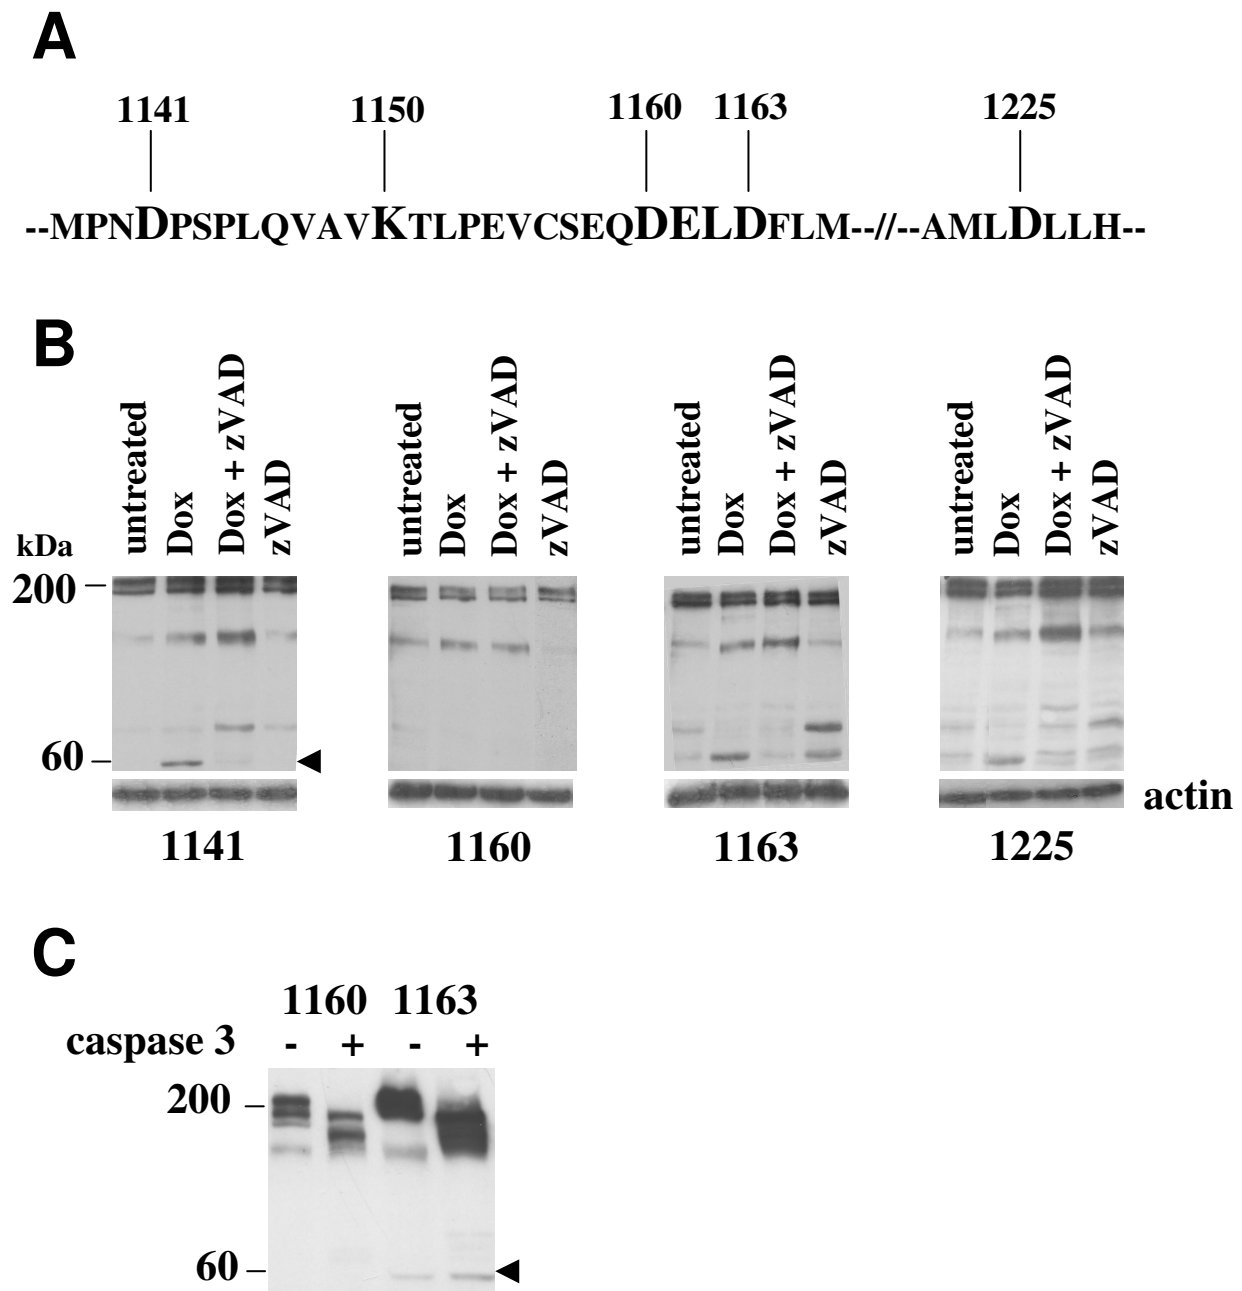 A
1141 1150 1160 1163 1225
--MPNDPSPLQVAVKTLPEVCSEQDELDFLM--//--AMLDLLH--
B
untreated Dox Dox + zVAD zVAD untreated Dox Dox + zVAD zVAD untreated Dox Dox + zVAD zVAD untreated Dox Dox + zVAD zVAD
kDa
200
60
actin
1141 1160 1163 1225
C
1160 1163
caspase 3 - + - +
200
60